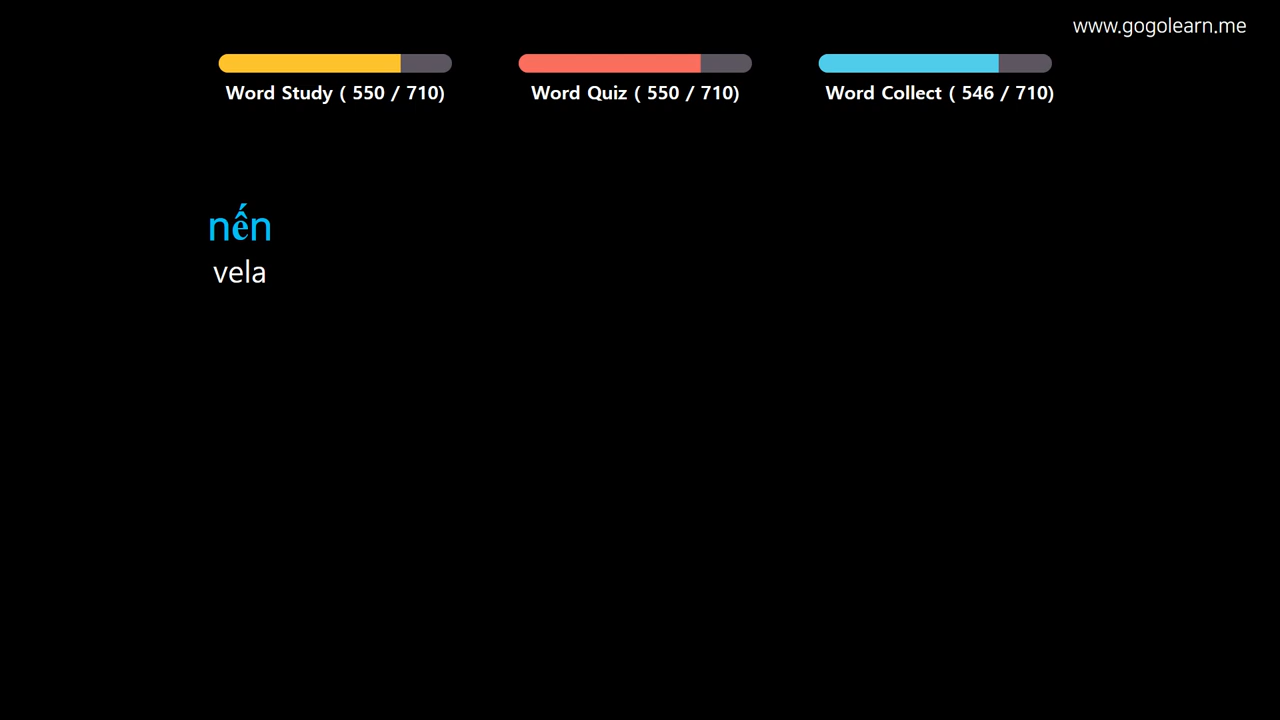 www.gogolearn.me
Word Study ( 550 / 710)
Word Quiz ( 550 / 710)
Word Collect ( 546 / 710)
nến
vela